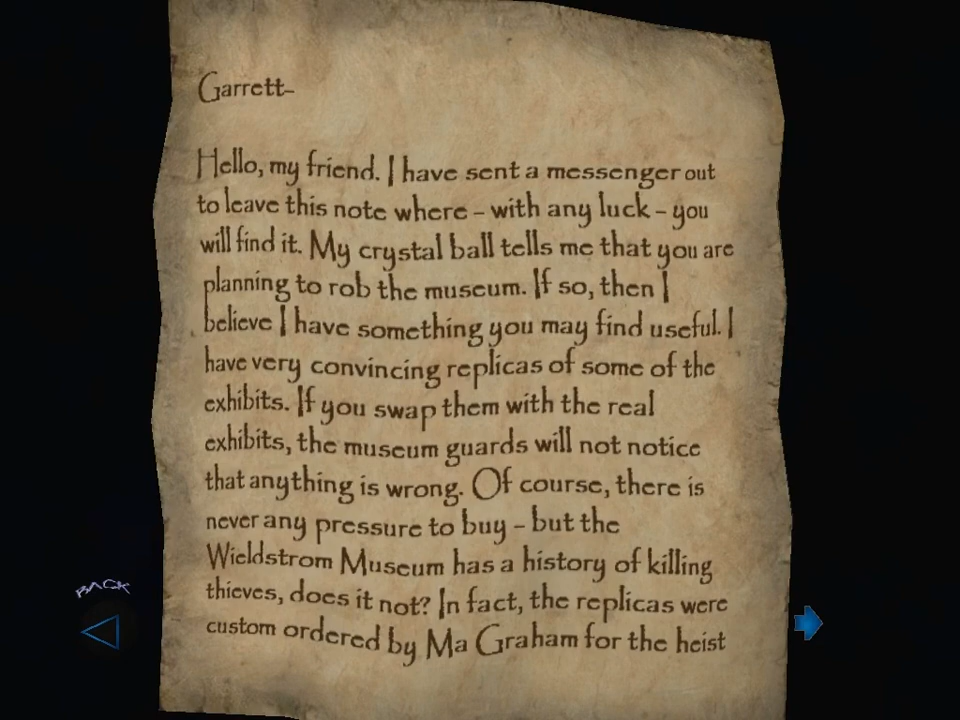 Garrett-
Hello, my friend. I have sent a messenger out
to leave this note where - with any luck - you
will find it. My crystal ball tells me that you are
planning to rob the museum. If so, then I
believe I have something you may find useful. I
have very convincing replicas of some of the
exhibits. If you swap them with the real
exhibits, the museum guards will not notice
that anything is wrong. Of course, there is
never any pressure to buy - but the
Wieldstrom Museum has a history of killing
thieves, does it not? In fact, the replicas were
custom ordered by Ma Graham for the heist
BACK